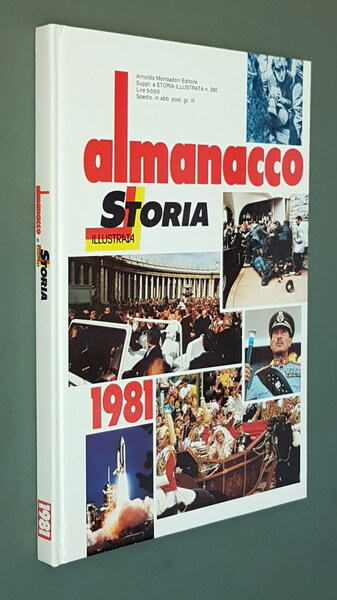 Arnoldo Mondadori Editore
Suppl. a STORIA ILLUSTRATA n. 290
Lire 5000
Spediz. in abb. post. gr. III
almanacco
STORIA
ILLUSTRATA
1981
almanacco
STORIA
1981